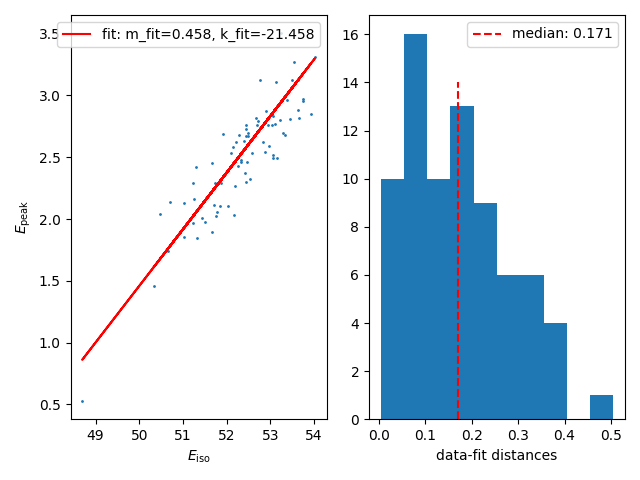 fit: m_fit=0.458, k_fit=-21.458
3.5
3.0
2.5
2.0
1.5
1.0
0.5
E_peak
49 50 51 52 53 54
E_iso
median: 0.171
16
14
12
10
8
6
4
2
0
0.0 0.1 0.2 0.3 0.4 0.5
data-fit distances